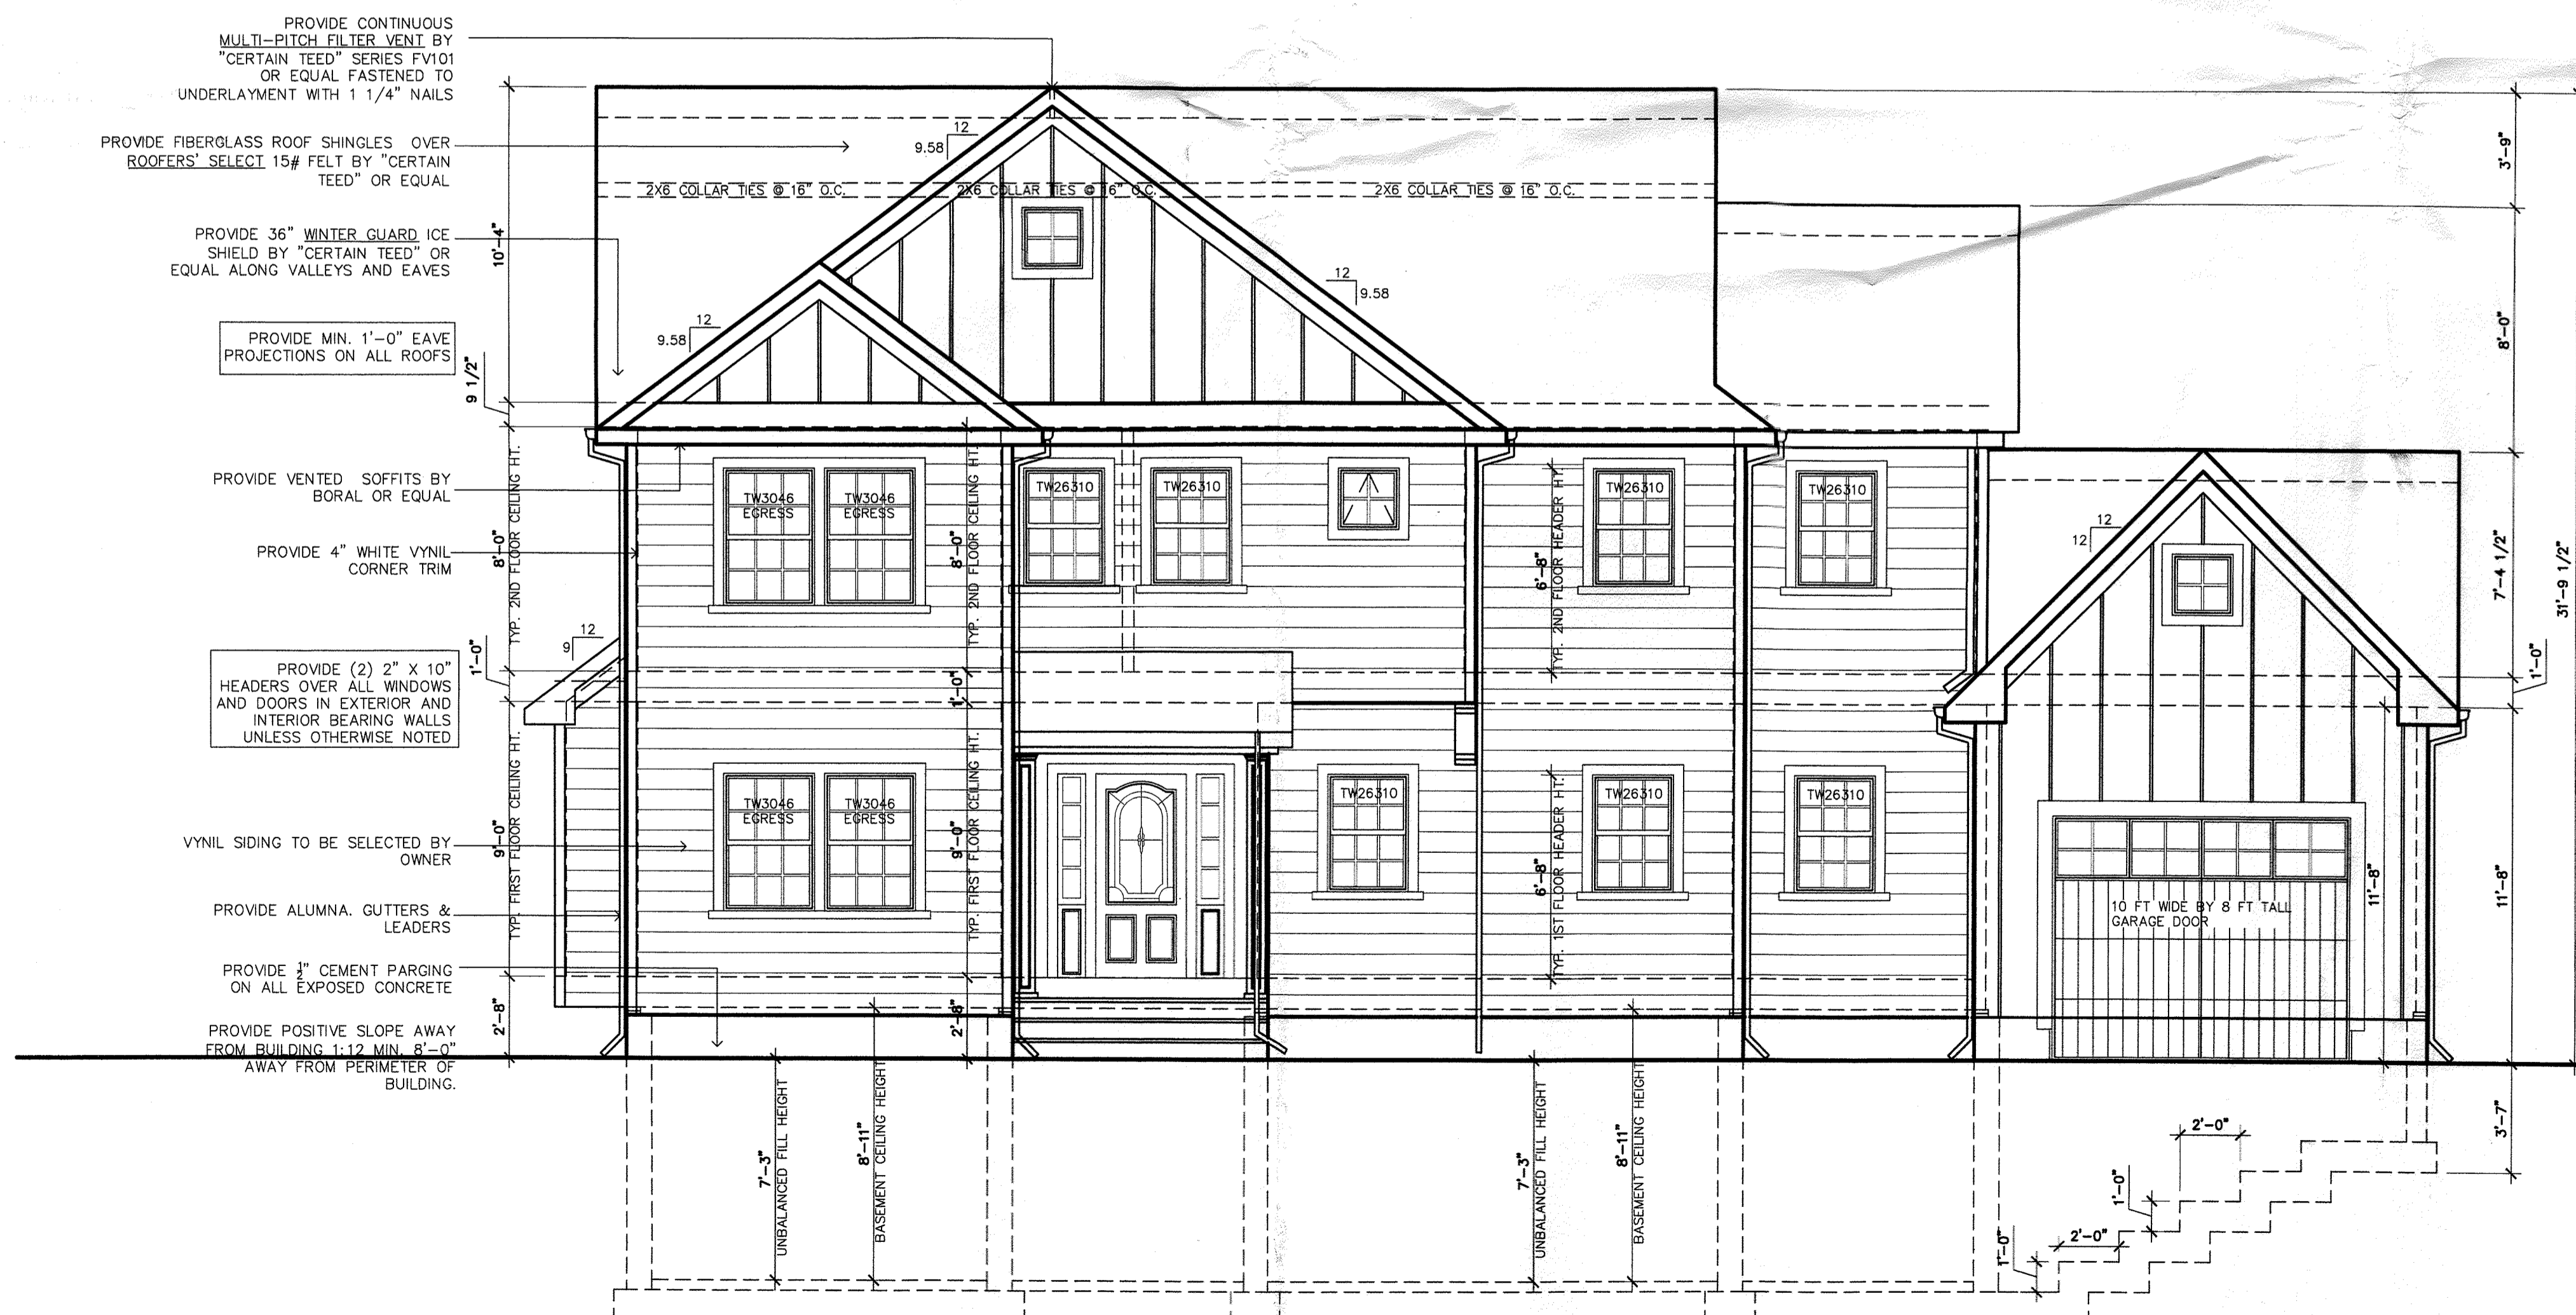 PROVIDE CONTINUOUS
MULTI-PITCH FILTER VENT BY
"CERTAIN TEED" SERIES FV101
OR EQUAL FASTENED TO
UNDERLAYMENT WITH 1 1/4" NAILS
PROVIDE FIBERGLASS ROOF SHINGLES OVER
ROOFERS' SELECT 15# FELT BY "CERTAIN
TEED" OR EQUAL
PROVIDE 36" WINTER GUARD ICE
SHIELD BY "CERTAIN TEED" OR
EQUAL ALONG VALLEYS AND EAVES
PROVIDE MIN. 1'-0" EAVE
PROJECTIONS ON ALL ROOFS
PROVIDE VENTED SOFFITS BY
BORAL OR EQUAL
PROVIDE 4" WHITE VYNIL
CORNER TRIM
PROVIDE (2) 2" X 10"
HEADERS OVER ALL WINDOWS
AND DOORS IN EXTERIOR AND
INTERIOR BEARING WALLS
UNLESS OTHERWISE NOTED
VYNIL SIDING TO BE SELECTED BY
OWNER
PROVIDE ALUMNA. GUTTERS &
LEADERS
PROVIDE ½" CEMENT PARGING
ON ALL EXPOSED CONCRETE
PROVIDE POSITIVE SLOPE AWAY
FROM BUILDING 1:12 MIN. 8'-0"
AWAY FROM PERIMETER OF
BUILDING.
10'-4"
9 1/2"
8'-0"
TYP. 2ND FLOOR CEILING HT.
1'-0"
9'-0"
TYP. FIRST FLOOR CEILING HT.
2'-8"
12
9
12
9.58
12
9.58
12
9.58
2X6 COLLAR TIES @ 16" O.C.
2X6 COLLAR TIES @ 16" O.C.
2X6 COLLAR TIES @ 16" O.C.
TW3046
EGRESS
TW3046
EGRESS
8'-0"
TYP. 2ND FLOOR CEILING HT.
TW26310
TW26310
6'-8"
TYP. 2ND FLOOR HEADER HT.
TW26310
TW26310
1'-0"
9'-0"
TYP. FIRST FLOOR CEILING HT.
2'-8"
TW3046
EGRESS
TW3046
EGRESS
TW26310
6'-8"
TYP. 1ST FLOOR HEADER HT.
TW26310
TW26310
12
12
10 FT WIDE BY 8 FT TALL
GARAGE DOOR
11'-8"
3'-9"
8'-0"
7'-4 1/2"
1'-0"
11'-8"
31'-9 1/2"
3'-7"
7'-3"
UNBALANCED FILL HEIGHT
8'-11"
BASEMENT CEILING HEIGHT
7'-3"
UNBALANCED FILL HEIGHT
8'-11"
BASEMENT CEILING HEIGHT
2'-0"
1'-0"
2'-0"
1'-0"